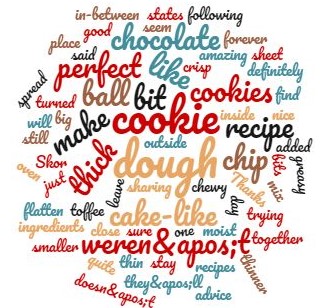 in-between states following
good seem
place chocolate forever
said amazing sheet
perfect like crisp definitely
spread
turned ball bit cookies find
will big inside nice
still make cookie recipe added
Skor thick outside chip bits greasy
oven just dough
sharing chewy Thanks mix
flatten toffee leave day trying
ingredients cake-like
close sure one moist together
smaller weren&apos;t
quite thin stay recipes thinner
doesn&apos;t they&apos;ll
advice